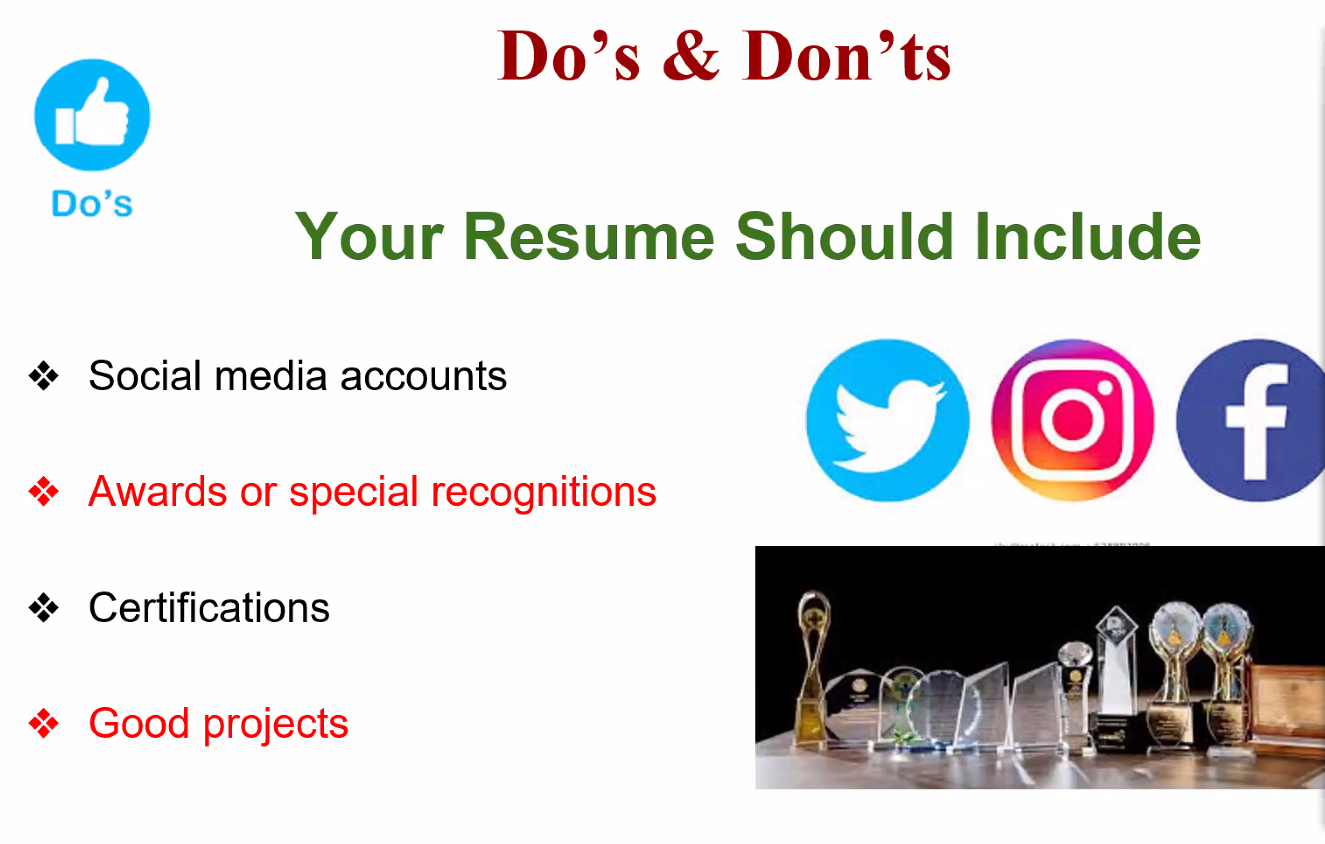 Do’s & Don’ts
Do’s
Your Resume Should Include
❖ Social media accounts
❖ Awards or special recognitions
❖ Certifications
❖ Good projects